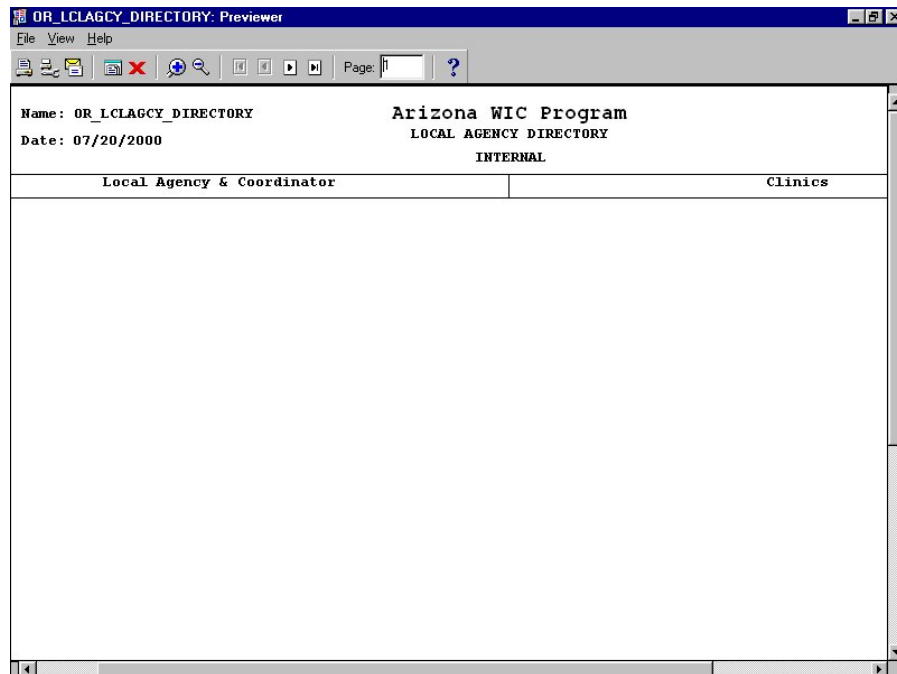 OR_LCLAGCY_DIRECTORY: Previewer
File View Help
Page: 1 ?
Name: OR_LCLAGCY_DIRECTORY
Arizona WIC Program
LOCAL AGENCY DIRECTORY
Date: 07/20/2000
INTERNAL
Local Agency & Coordinator Clinics